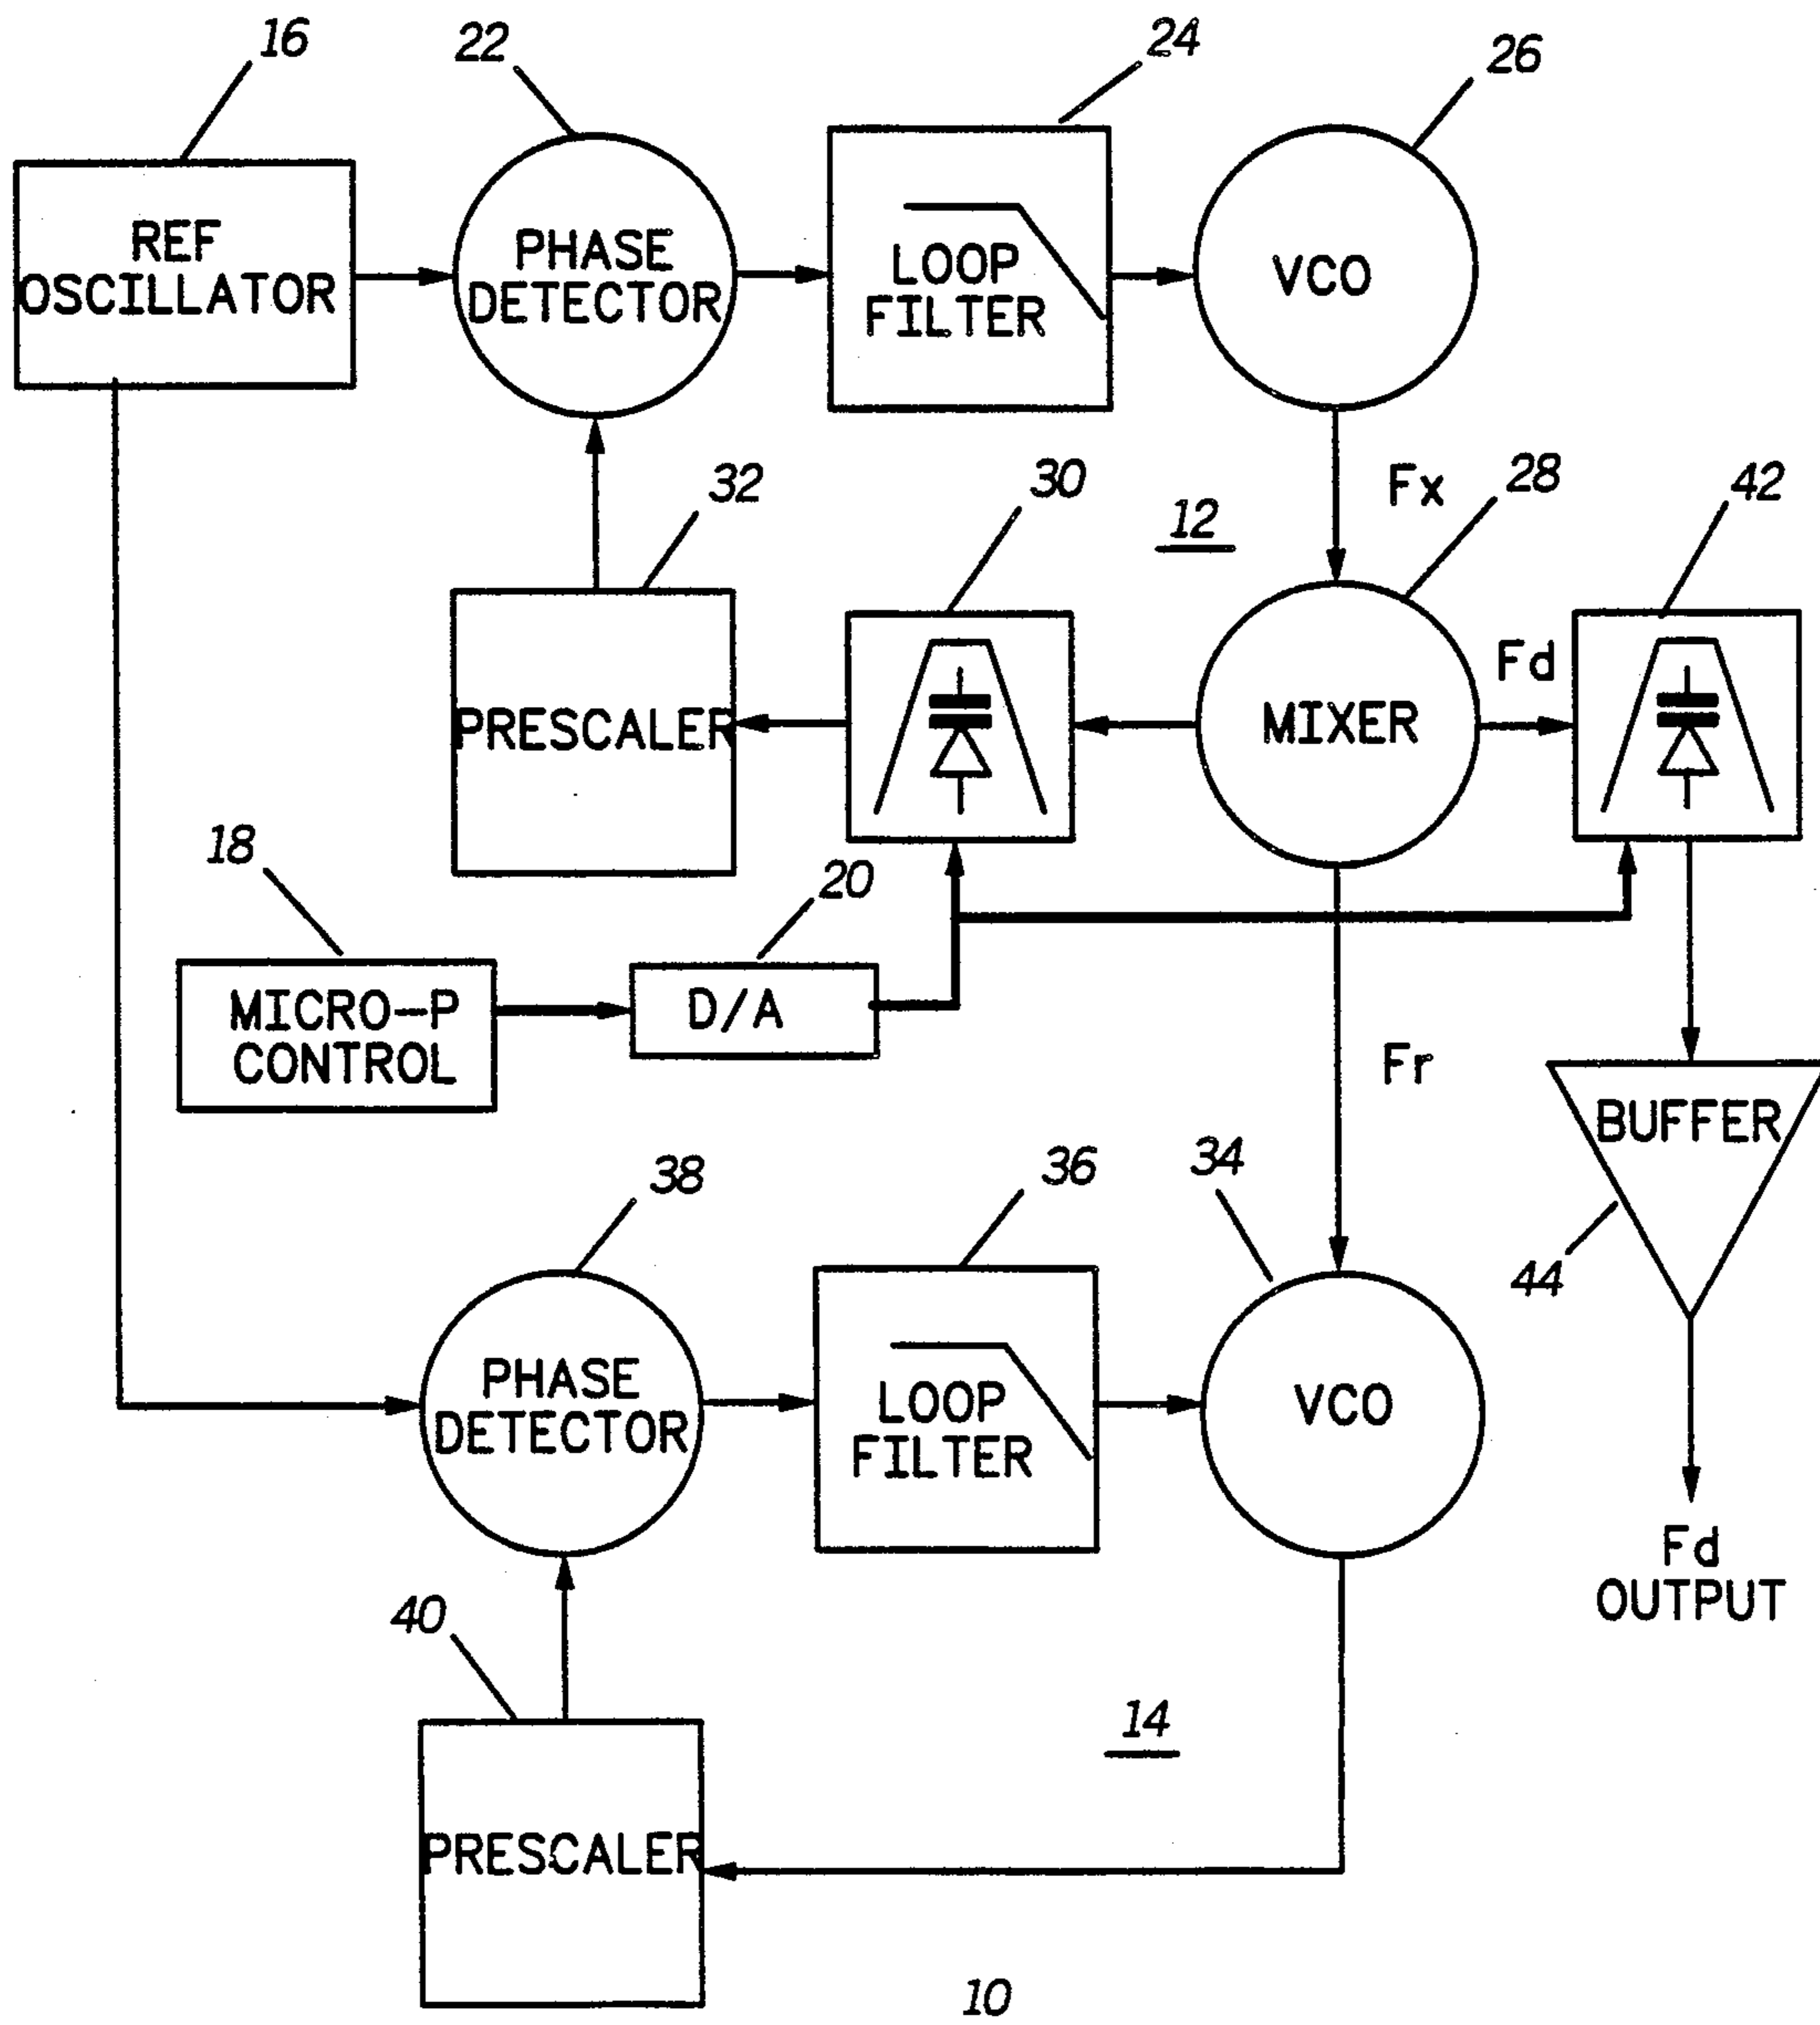 16
22
24
26
REF
OSCILLATOR
PHASE
DETECTOR
LOOP
FILTER
VCO
32
30
12
Fx
28
42
PRESCALER
MIXER
Fd
18
20
MICRO-P
CONTROL
D/A
Fr
BUFFER
38
36
34
44
PHASE
DETECTOR
LOOP
FILTER
VCO
Fd
OUTPUT
40
14
PRESCALER
10